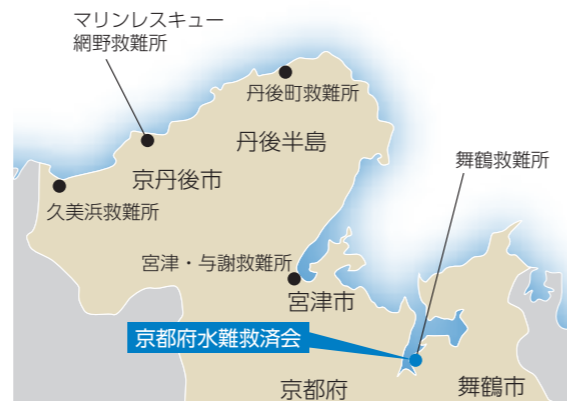 マリンレスキュー
網野救難所
丹後町救難所
丹後半島
舞鶴救難所
京丹後市
久美浜救難所
宮津・与謝救難所
宮津市
京都府水難救済会
京都府
舞鶴市